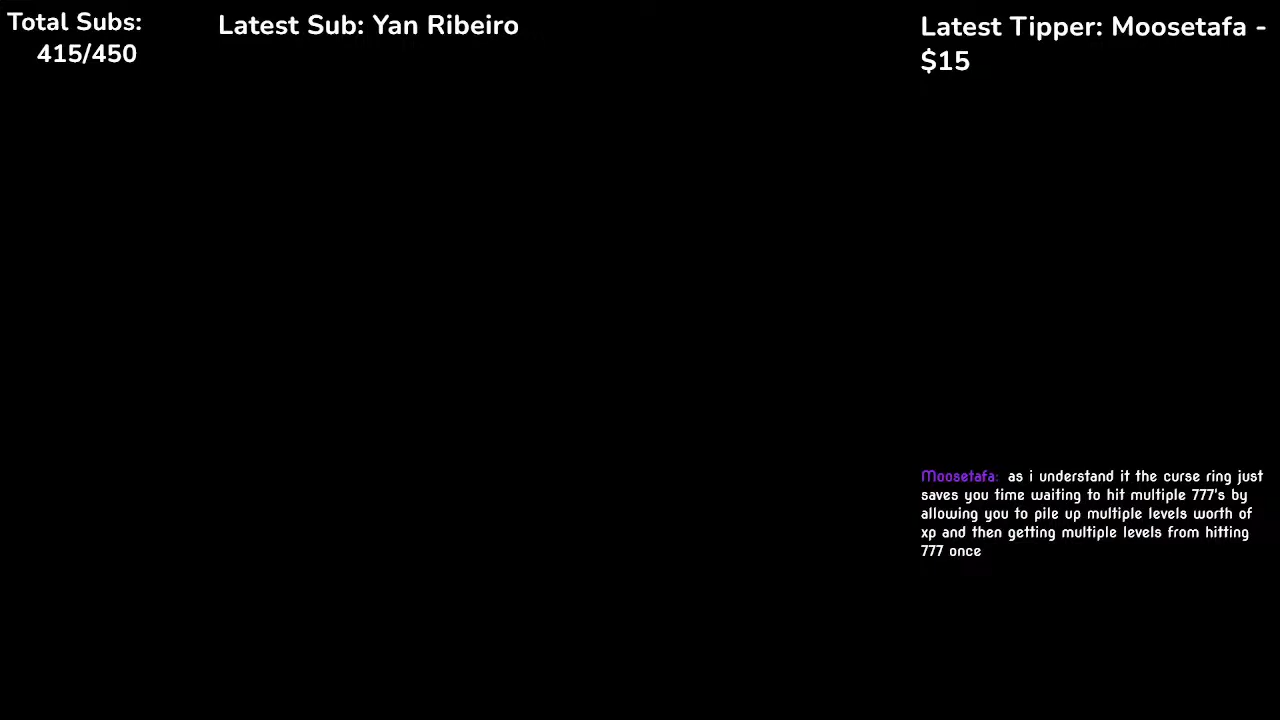 Total Subs:
415/450
Latest Sub: Yan Ribeiro
Latest Tipper: Moosetafa -
$15
Moosetafa: as i understand it the curse ring just
saves you time waiting to hit multiple 777's by
allowing you to pile up multiple levels worth of
xp and then getting multiple levels from hitting
777 once